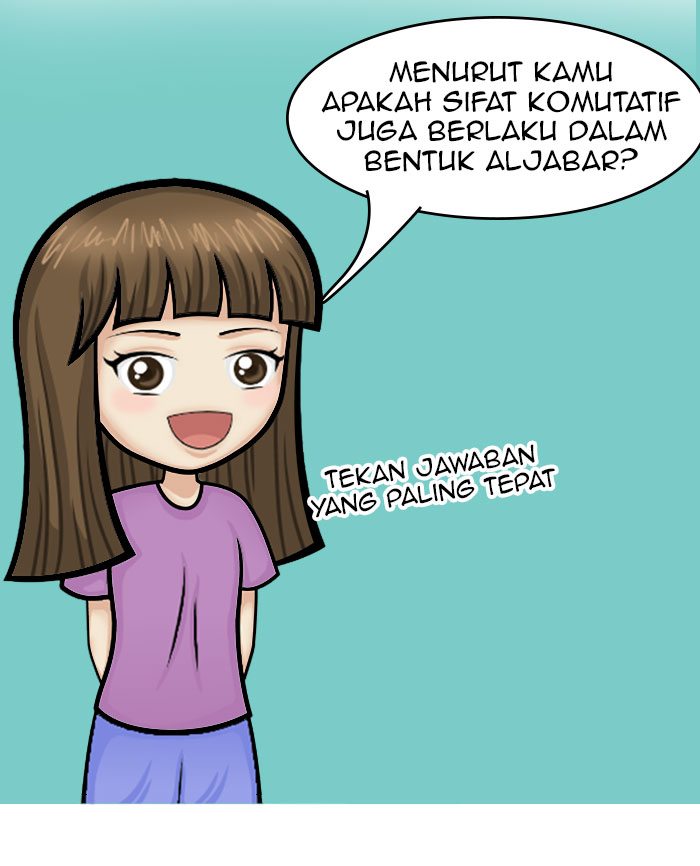 MENURUT KAMU
APAKAH SIFAT KOMUTATIF
JUGA BERLAKU DALAM
BENTUK ALJABAR?
TEKAN JAWABAN
YANG PALING TEPAT